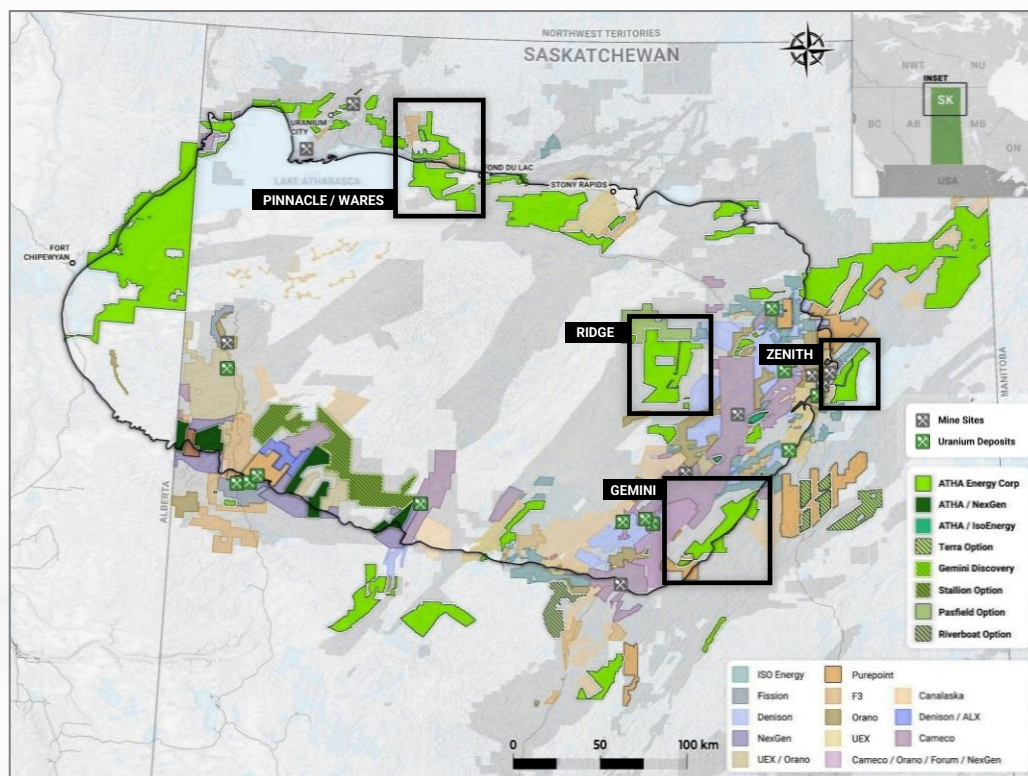 NORTHWEST TERITORIES
SASKATCHEWAN
INSET
NWT
NU
SK
BC
AB
MB
ON
USA
URANIUM
CITY
LAKE ATHABASCA
FOND DU LAC
STONY RAPIDS
PINNACLE / WARES
FORT
CHIPEWYAN
RIDGE
ZENITH
MANITOBA
GEMINI
ALBERTA
Mine Sites
Uranium Deposits
ATHA Energy Corp
ATHA / NexGen
ATHA / IsoEnergy
Terra Option
Gemini Discovery
Stallion Option
Pasfield Option
Riverboat Option
ISO Energy
Purepoint
Fission
F3
Canalaska
Denison
Orano
Denison / ALX
NexGen
UEX
Cameco
UEX / Orano
Cameco / Orano / Forum / NexGen
0 50 100 km